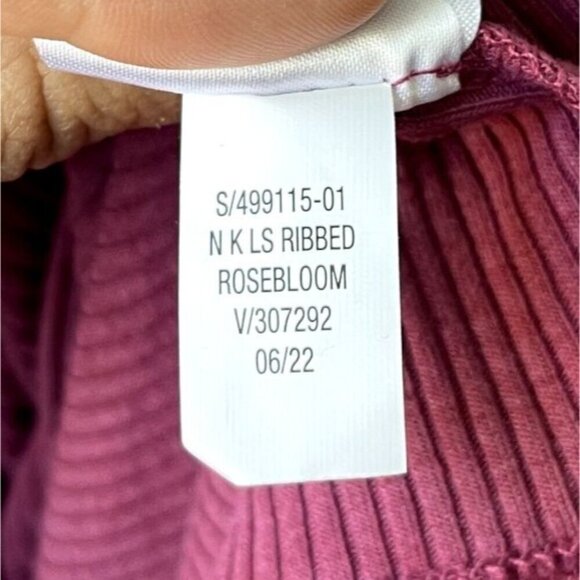 S/499115-01
N K LS RIBBED
ROSEBLOOM
V/307292
06/22